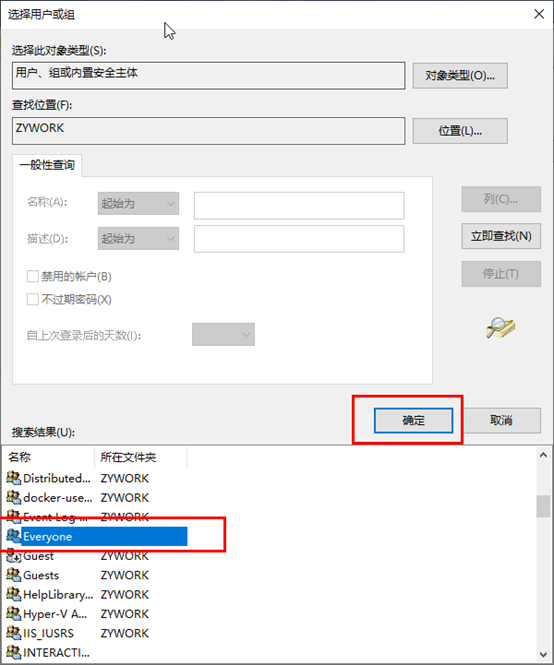 选择用户或组
选择此对象类型(S):
用户、组或内置安全主体
对象类型(O)...
查找位置(F):
ZYWORK
位置(L)...
一般性查询
名称(A):
起始为
列(C)...
描述(D):
起始为
立即查找(N)
禁用的帐户(B)
停止(T)
不过期密码(X)
自上次登录后的天数(I):
确定
取消
搜索结果(U):
名称 所在文件夹
Distributed... ZYWORK
docker-use... ZYWORK
Event Log ... ZYWORK
Everyone
Guest ZYWORK
Guests ZYWORK
HelpLibrary... ZYWORK
Hyper-V A... ZYWORK
IIS_IUSRS ZYWORK
INTERACTI...